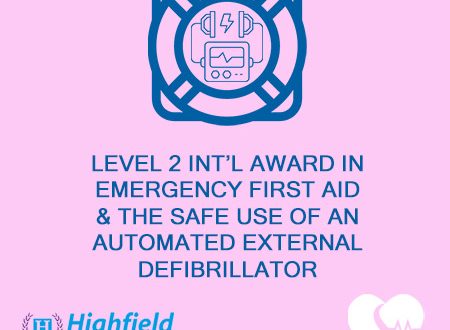 LEVEL 2 INT'L AWARD IN
EMERGENCY FIRST AID
& THE SAFE USE OF AN
AUTOMATED EXTERNAL
DEFIBRILLATOR
H
Highfield